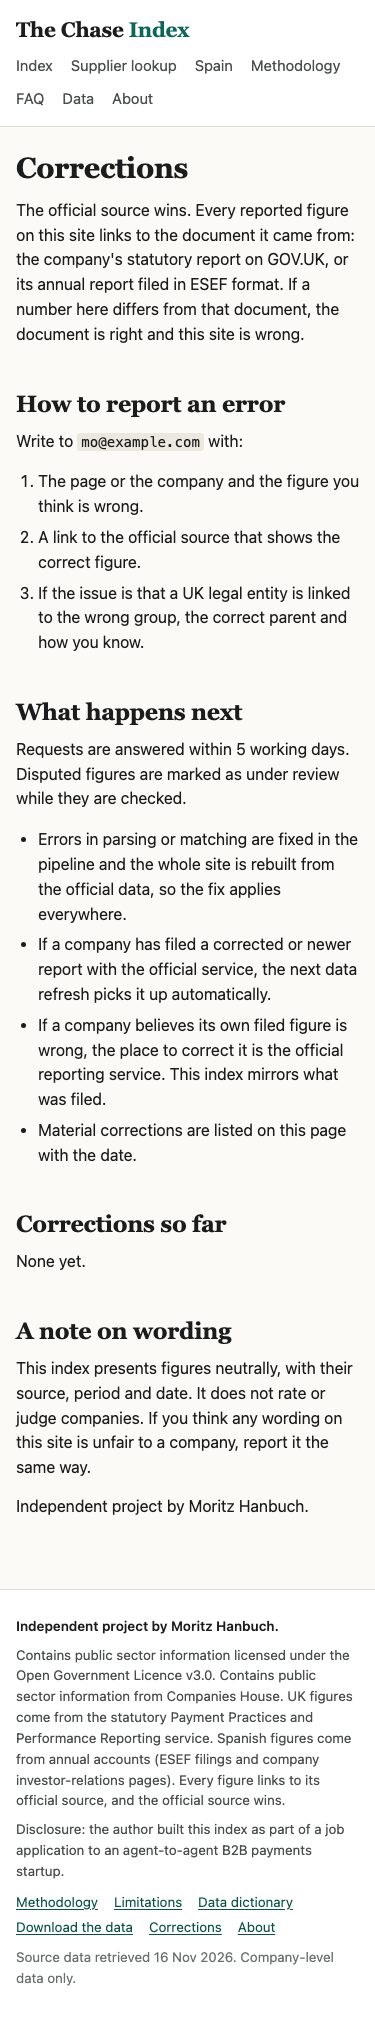 The Chase Index
Index Supplier lookup Spain Methodology
FAQ Data About
Corrections
The official source wins. Every reported figure
on this site links to the document it came from:
the company's statutory report on GOV.UK, or
its annual report filed in ESEF format. If a
number here differs from that document, the
document is right and this site is wrong.
How to report an error
Write to mo@example.com with:
1. The page or the company and the figure you
think is wrong.
2. A link to the official source that shows the
correct figure.
3. If the issue is that a UK legal entity is linked
to the wrong group, the correct parent and
how you know.
What happens next
Requests are answered within 5 working days.
Disputed figures are marked as under review
while they are checked.
• Errors in parsing or matching are fixed in the
pipeline and the whole site is rebuilt from
the official data, so the fix applies
everywhere.
• If a company has filed a corrected or newer
report with the official service, the next data
refresh picks it up automatically.
• If a company believes its own filed figure is
wrong, the place to correct it is the official
reporting service. This index mirrors what
was filed.
• Material corrections are listed on this page
with the date.
Corrections so far
None yet.
A note on wording
This index presents figures neutrally, with their
source, period and date. It does not rate or
judge companies. If you think any wording on
this site is unfair to a company, report it the
same way.
Independent project by Moritz Hanbuch.
Independent project by Moritz Hanbuch.
Contains public sector information licensed under the
Open Government Licence v3.0. Contains public
sector information from Companies House. UK figures
come from the statutory Payment Practices and
Performance Reporting service. Spanish figures come
from annual accounts (ESEF filings and company
investor-relations pages). Every figure links to its
official source, and the official source wins.
Disclosure: the author built this index as part of a job
application to an agent-to-agent B2B payments
startup.
Methodology Limitations Data dictionary
Download the data Corrections About
Source data retrieved 16 Nov 2026. Company-level
data only.